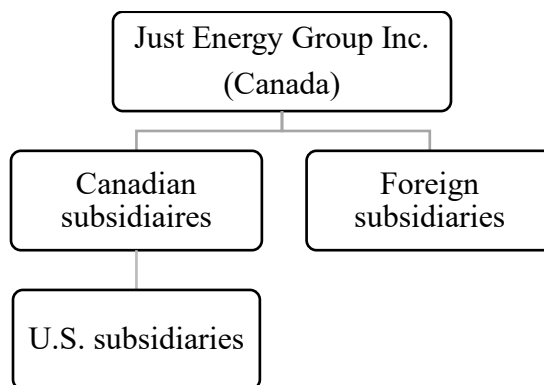 Just Energy Group Inc.
(Canada)
Canadian
subsidiaires
Foreign
subsidiaries
U.S. subsidiaries